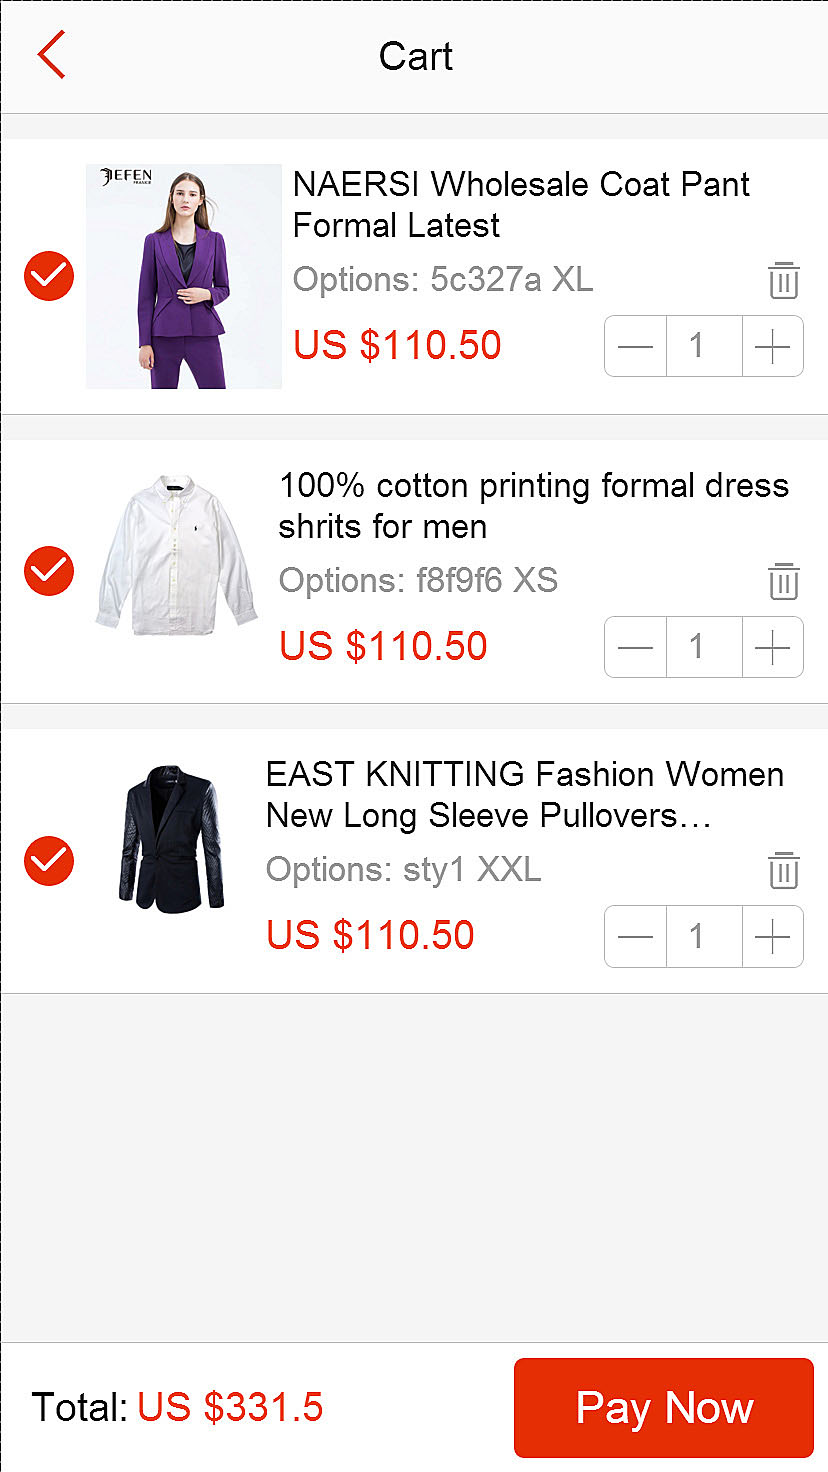 Cart
JEFEN
FRANCE
NAERSI Wholesale Coat Pant
Formal Latest
Options: 5c327a XL
US $110.50
1
100% cotton printing formal dress
shrits for men
Options: f8f9f6 XS
US $110.50
1
EAST KNITTING Fashion Women
New Long Sleeve Pullovers…
Options: sty1 XXL
US $110.50
1
Total: US $331.5
Pay Now